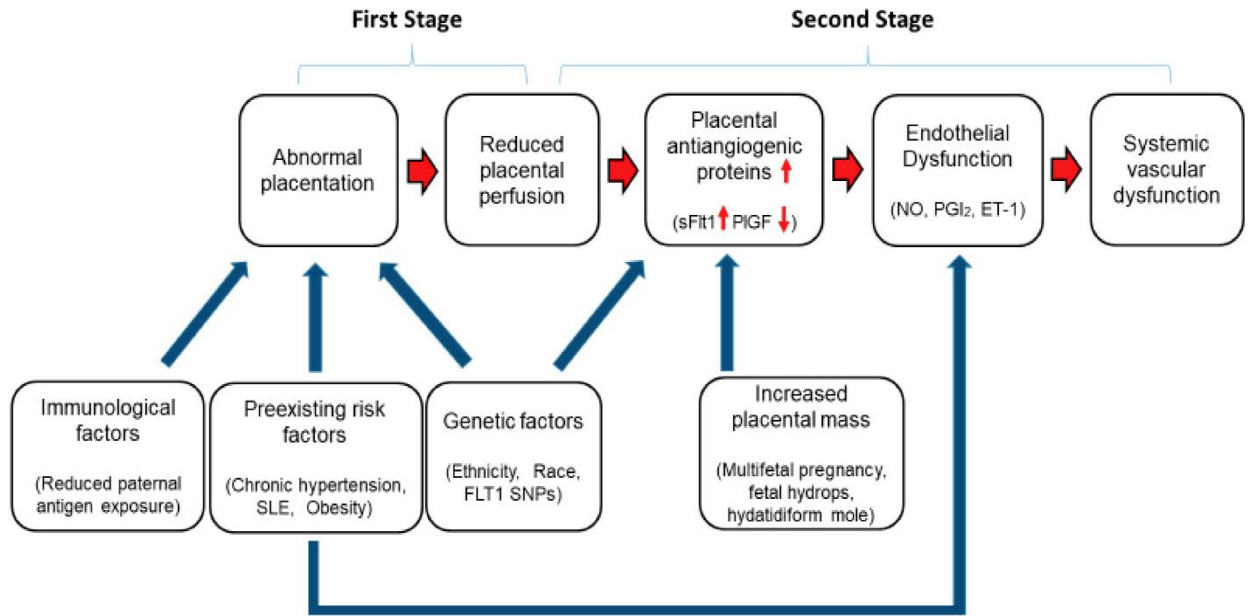 First Stage
Second Stage
Abnormal
placentation
Reduced
placental
perfusion
Placental
antiangiogenic
proteins ↑
(sFlt1↑ PlGF ↓)
Endothelial
Dysfunction
(NO, PGI₂, ET-1)
Systemic
vascular
dysfunction
Immunological
factors
(Reduced paternal
antigen exposure)
Preexisting risk
factors
(Chronic hypertension,
SLE, Obesity)
Genetic factors
(Ethnicity, Race,
FLT1 SNPs)
Increased
placental mass
(Multifetal pregnancy,
fetal hydrops,
hydatidiform mole)